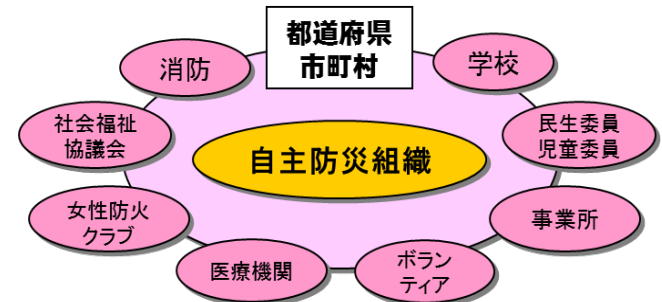 都道府県
市町村
消防
学校
社会福祉
協議会
民生委員
児童委員
自主防災組織
女性防火
クラブ
事業所
医療機関
ボラン
ティア